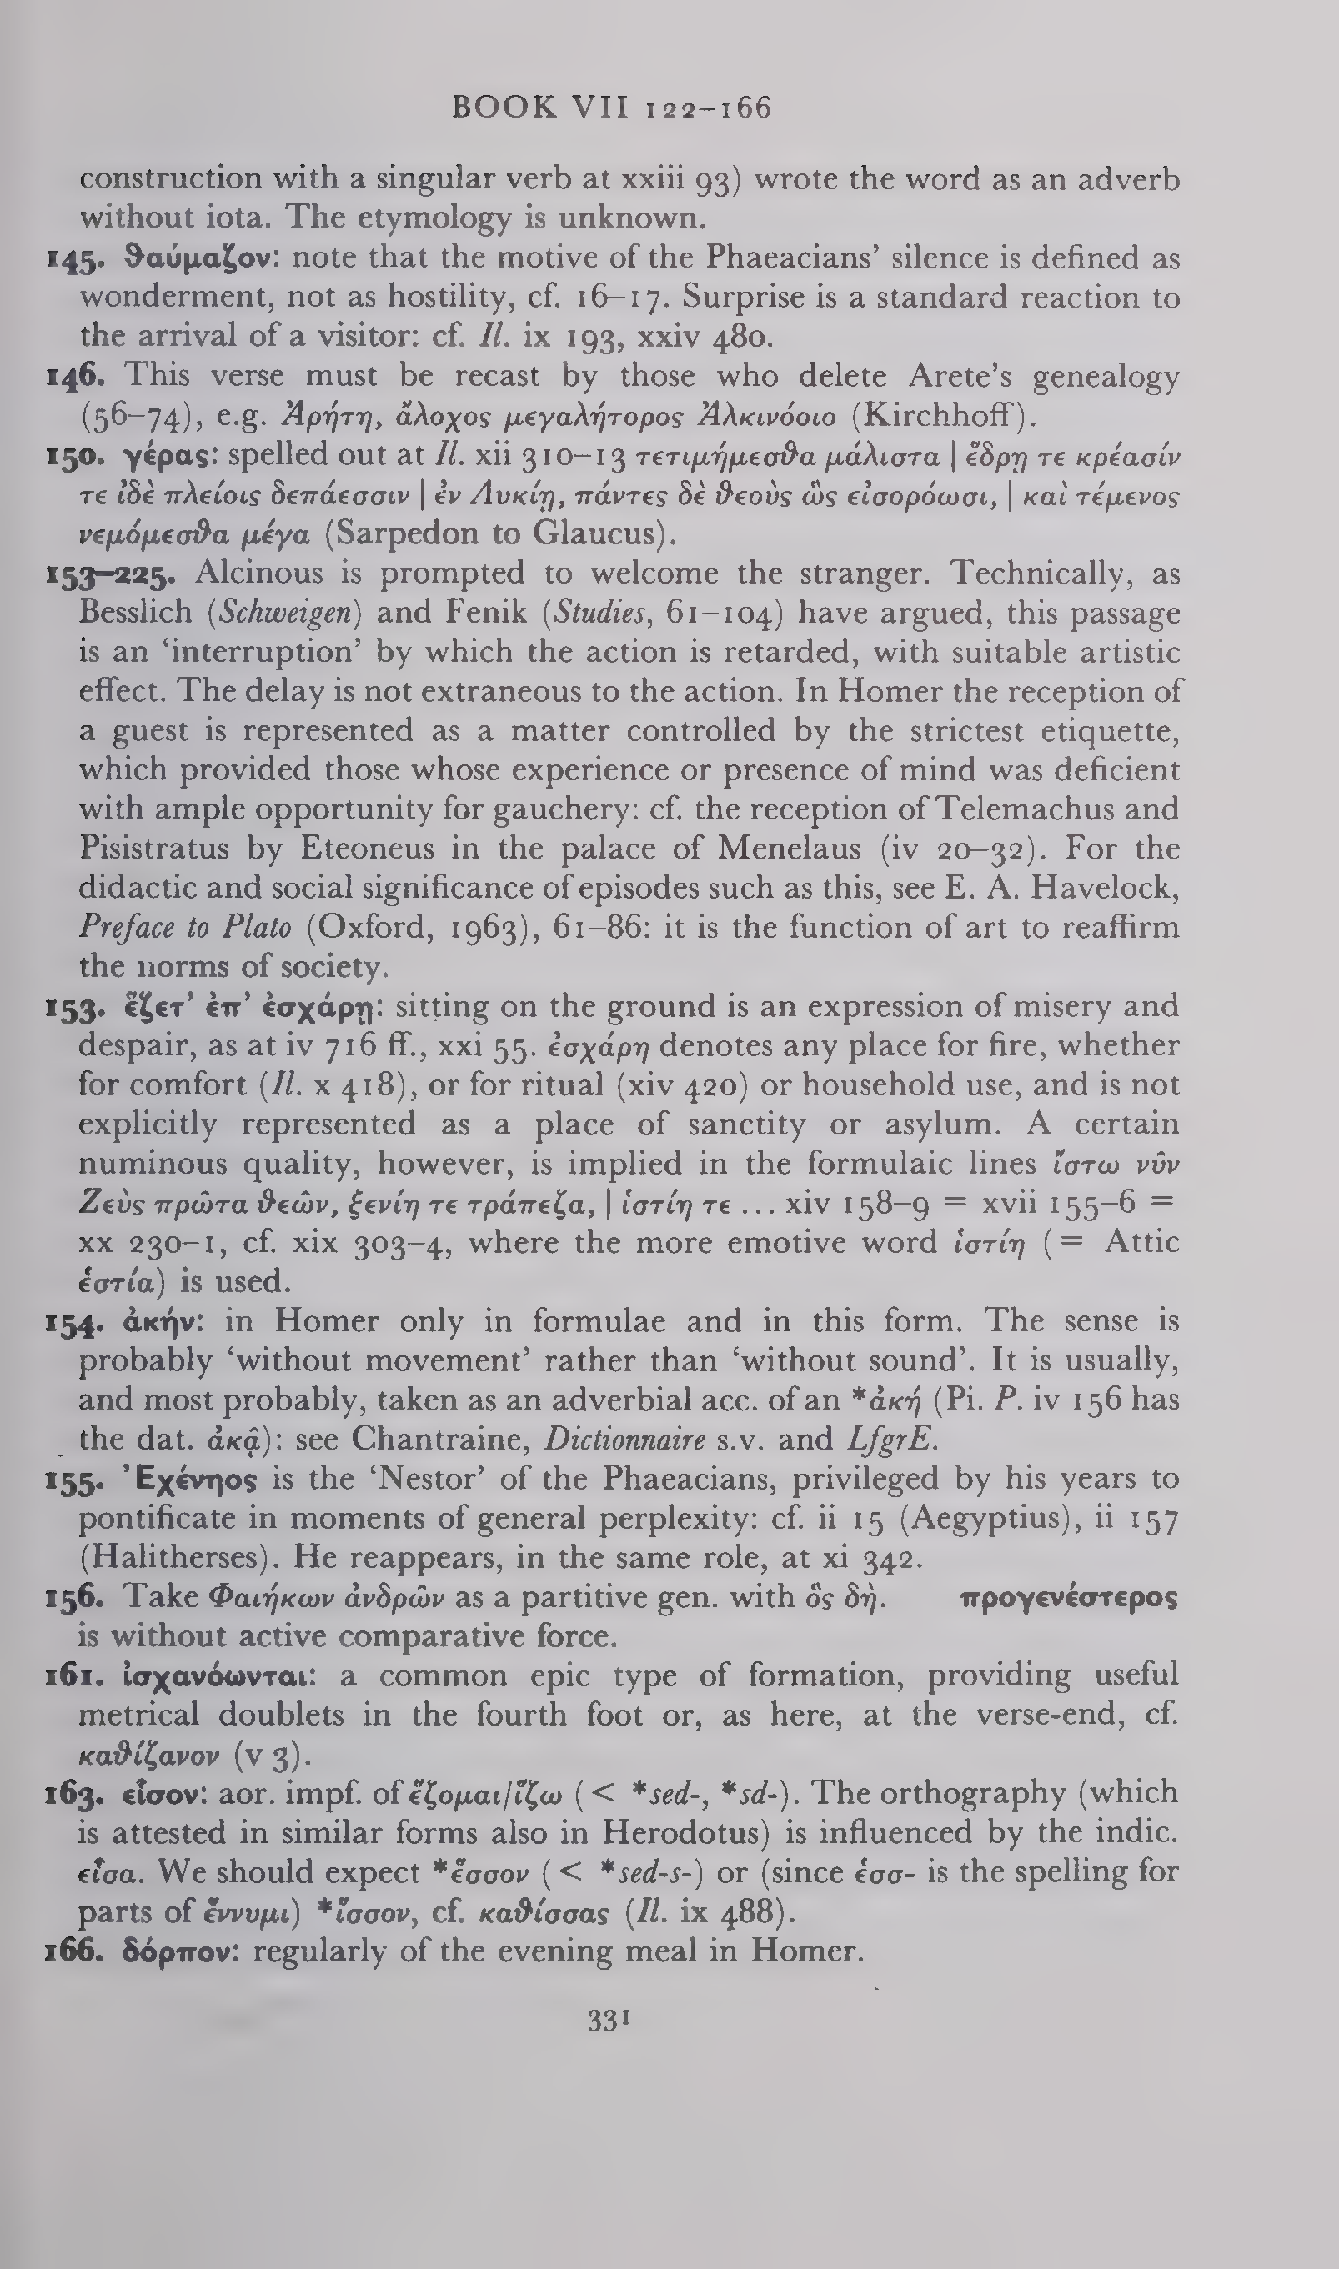 BOOK VII 122–166
construction with a singular verb at xxiii 93) wrote the word as an adverb
without iota. The etymology is unknown.
145. ϑαύμαζον: note that the motive of the Phaeacians’ silence is defined as
wonderment, not as hostility, cf. 16–17. Surprise is a standard reaction to
the arrival of a visitor: cf. Il. ix 193, xxiv 480.
146. This verse must be recast by those who delete Arete’s genealogy
(56–74), e.g. Ἀρήτη, ἄλοχος μεγαλήτορος Ἀλκινόοιο (Kirchhoff).
150. γέρας: spelled out at Il. xii 310–13 τετιμήμεσϑα μάλιστα | ἕδρῃ τε κρέασίν
τε ἰδὲ πλείοις δεπάεσσιν | ἐν Λυκίῃ, πάντες δὲ ϑεοὺς ὣς εἰσορόωσι, | καὶ τέμενος
νεμόμεσϑα μέγα (Sarpedon to Glaucus).
153–225. Alcinous is prompted to welcome the stranger. Technically, as
Besslich (Schweigen) and Fenik (Studies, 61–104) have argued, this passage
is an ‘interruption’ by which the action is retarded, with suitable artistic
effect. The delay is not extraneous to the action. In Homer the reception of
a guest is represented as a matter controlled by the strictest etiquette,
which provided those whose experience or presence of mind was deficient
with ample opportunity for gauchery: cf. the reception of Telemachus and
Pisistratus by Eteoneus in the palace of Menelaus (iv 20–32). For the
didactic and social significance of episodes such as this, see E. A. Havelock,
Preface to Plato (Oxford, 1963), 61–86: it is the function of art to reaffirm
the norms of society.
153. ἕζετ’ ἐπ’ ἐσχάρῃ: sitting on the ground is an expression of misery and
despair, as at iv 716 ff., xxi 55. ἐσχάρη denotes any place for fire, whether
for comfort (Il. x 418), or for ritual (xiv 420) or household use, and is not
explicitly represented as a place of sanctity or asylum. A certain
numinous quality, however, is implied in the formulaic lines ἴστω νῦν
Ζεὺς πρῶτα ϑεῶν, ξενίη τε τράπεζα, | ἱστίη τε ... xiv 158–9 = xvii 155–6 =
xx 230–1, cf. xix 303–4, where the more emotive word ἱστίη (= Attic
ἑστία) is used.
154. ἀκήν: in Homer only in formulae and in this form. The sense is
probably ‘without movement’ rather than ‘without sound’. It is usually,
and most probably, taken as an adverbial acc. of an *ἀκή (Pi. P. iv 156 has
the dat. ἀκᾷ): see Chantraine, Dictionnaire s.v. and LfgrE.
155. Ἐχένηος is the ‘Nestor’ of the Phaeacians, privileged by his years to
pontificate in moments of general perplexity: cf. ii 15 (Aegyptius), ii 157
(Halitherses). He reappears, in the same role, at xi 342.
156. Take Φαιήκων ἀνδρῶν as a partitive gen. with ὃς δή. προγενέστερος
is without active comparative force.
161. ἰσχανόωνται: a common epic type of formation, providing useful
metrical doublets in the fourth foot or, as here, at the verse-end, cf.
καϑίζανον (v 3).
163. εἷσον: aor. impf. of ἕζομαι/ἵζω (< *sed-, *sd-). The orthography (which
is attested in similar forms also in Herodotus) is influenced by the indic.
εἷσα. We should expect *ἕσσον (< *sed-s-) or (since ἑσσ- is the spelling for
parts of ἕννυμι) *ἵσσον, cf. καϑίσσας (Il. ix 488).
166. δόρπον: regularly of the evening meal in Homer.
331